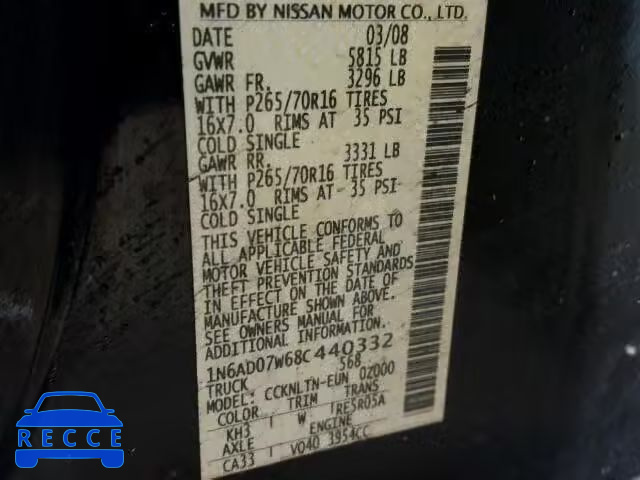 MFD BY NISSAN MOTOR CO., LTD.
DATE 03/08
GVWR 5815 LB
GAWR FR. 3296 LB
WITH P265/70R16 TIRES
16X7.0 RIMS AT 35 PSI
COLD SINGLE
GAWR RR. 3331 LB
WITH P265/70R16 TIRES
16X7.0 RIMS AT 35 PSI
COLD SINGLE
THIS VEHICLE CONFORMS TO
ALL APPLICABLE FEDERAL
MOTOR VEHICLE SAFETY AND
THEFT PREVENTION STANDARDS
IN EFFECT ON THE DATE OF
MANUFACTURE SHOWN ABOVE.
SEE OWNERS MANUAL FOR
ADDITIONAL INFORMATION.
1N6AD07W68C440332
TRUCK 568
MODEL: CCKNLTN-EUN 0Z000
COLOR TRIM TRANS
KH3 W RE5R05A
AXLE ENGINE
CA33 VQ40 3954CC
RECCE